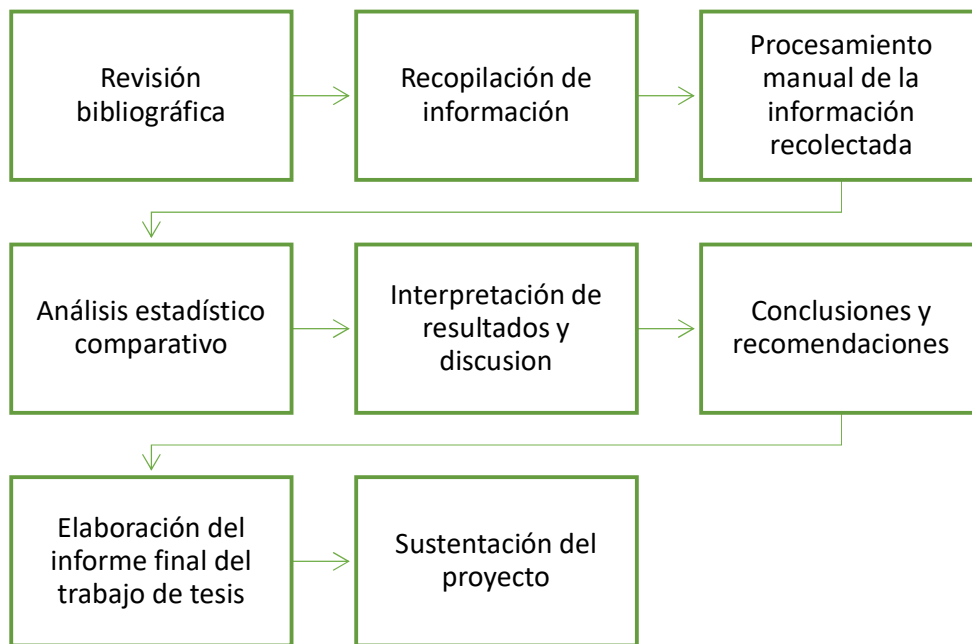 Revisión
bibliográfica
Recopilación de
información
Procesamiento
manual de la
información
recolectada
Análisis estadístico
comparativo
Interpretación de
resultados y
discusion
Conclusiones y
recomendaciones
Elaboración del
informe final del
trabajo de tesis
Sustentación del
proyecto